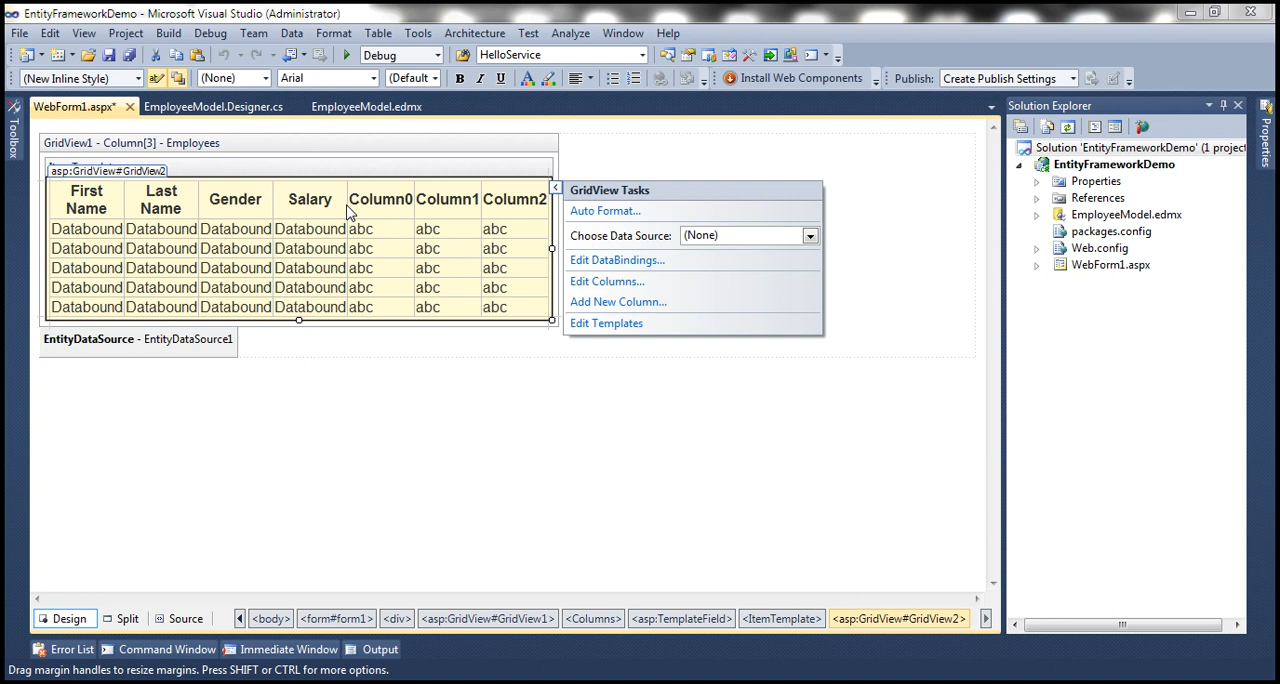 EntityFrameworkDemo - Microsoft Visual Studio (Administrator)
File Edit View Project Build Debug Team Data Format Table Tools Architecture Test Analyze Window Help
Debug HelloService
(New Inline Style) (None) Arial (Default B I U A Install Web Components Publish: Create Publish Settings
WebForm1.aspx* EmployeeModel.Designer.cs EmployeeModel.edmx
Toolbox
GridView1 - Column[3] - Employees
asp:GridView#GridView2
First Name Last Name Gender Salary Column0 Column1 Column2
Databound Databound Databound Databound abc abc abc
Databound Databound Databound Databound abc abc abc
Databound Databound Databound Databound abc abc abc
Databound Databound Databound Databound abc abc abc
Databound Databound Databound Databound abc abc abc
EntityDataSource - EntityDataSource1
GridView Tasks
Auto Format...
Choose Data Source: (None)
Edit DataBindings...
Edit Columns...
Add New Column...
Edit Templates
Solution Explorer
Solution 'EntityFrameworkDemo' (1 project
EntityFrameworkDemo
Properties
References
EmployeeModel.edmx
packages.config
Web.config
WebForm1.aspx
Properties
Design Split Source <body> <form#form1> <div> <asp:GridView#GridView1> <Columns> <asp:TemplateField> <ItemTemplate> <asp:GridView#GridView2>
Error List Command Window Immediate Window Output
Drag margin handles to resize margins. Press SHIFT or CTRL for more options.